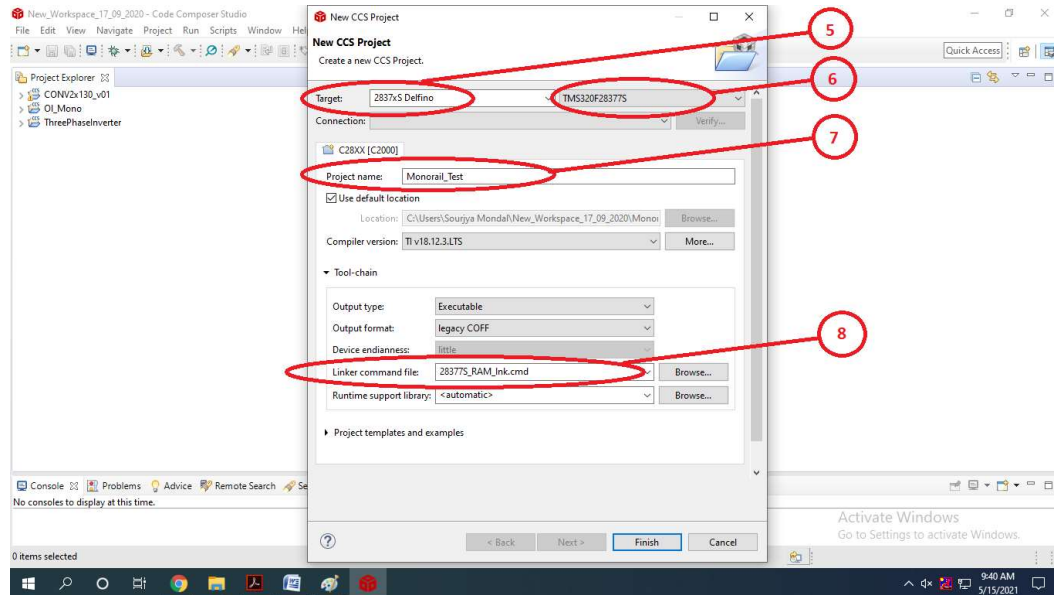 New_Workspace_17_09_2020 - Code Composer Studio
File Edit View Navigate Project Run Scripts Window Hel
Quick Access
Project Explorer
CONV2x130_v01
OI_Mono
ThreePhaseInverter
New CCS Project
New CCS Project
Create a new CCS Project.
Target: 2837xS Delfino TMS320F28377S
Connection: Verify...
C28XX [C2000]
Project name: Monorail_Test
Use default location
Location: C:\Users\Sourjya Mondal\New_Workspace_17_09_2020\Monor Browse...
Compiler version: TI v18.12.3.LTS More...
Tool-chain
Output type: Executable
Output format: legacy COFF
Device endianness: little
Linker command file: 28377S_RAM_lnk.cmd Browse...
Runtime support library: <automatic> Browse...
Project templates and examples
? < Back Next > Finish Cancel
5
6
7
8
Console Problems Advice Remote Search Se
No consoles to display at this time.
Activate Windows
Go to Settings to activate Windows.
0 items selected
9:40 AM
5/15/2021